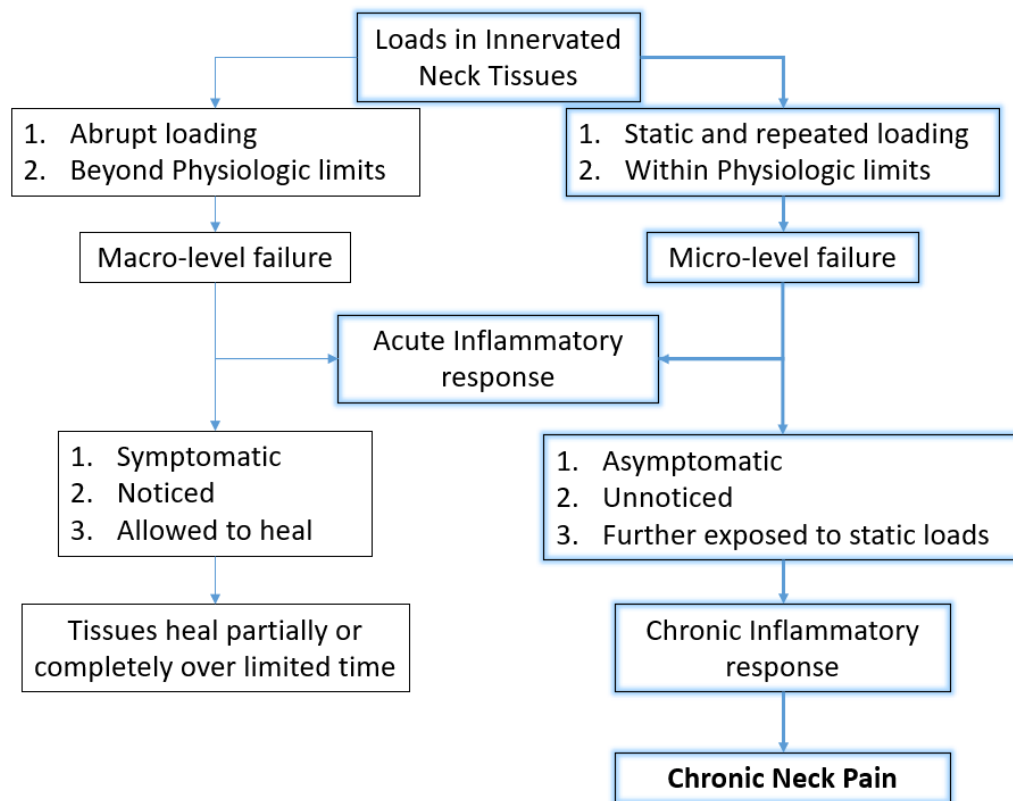 Loads in Innervated
Neck Tissues
1. Abrupt loading
2. Beyond Physiologic limits
1. Static and repeated loading
2. Within Physiologic limits
Macro-level failure
Micro-level failure
Acute Inflammatory
response
1. Symptomatic
2. Noticed
3. Allowed to heal
1. Asymptomatic
2. Unnoticed
3. Further exposed to static loads
Tissues heal partially or
completely over limited time
Chronic Inflammatory
response
Chronic Neck Pain